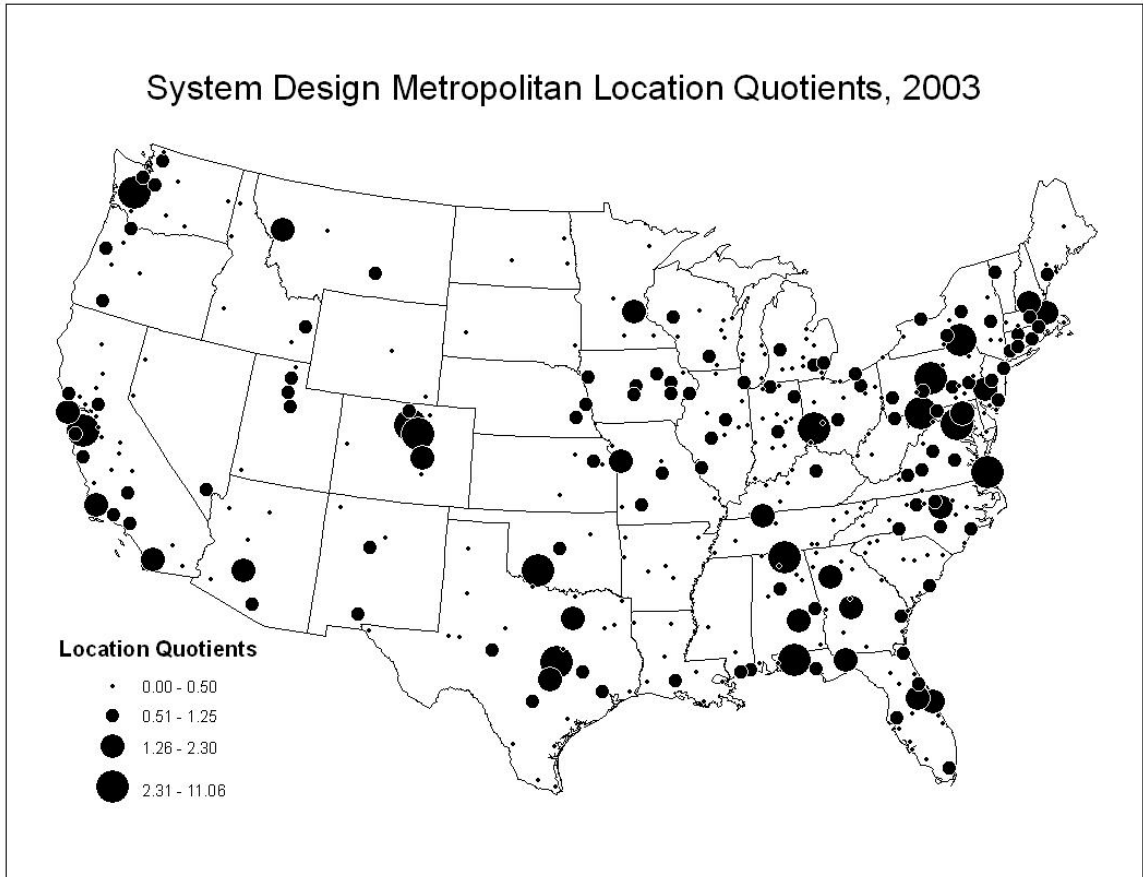 System Design Metropolitan Location Quotients, 2003
Location Quotients
0.00 - 0.50
0.51 - 1.25
1.26 - 2.30
2.31 - 11.06